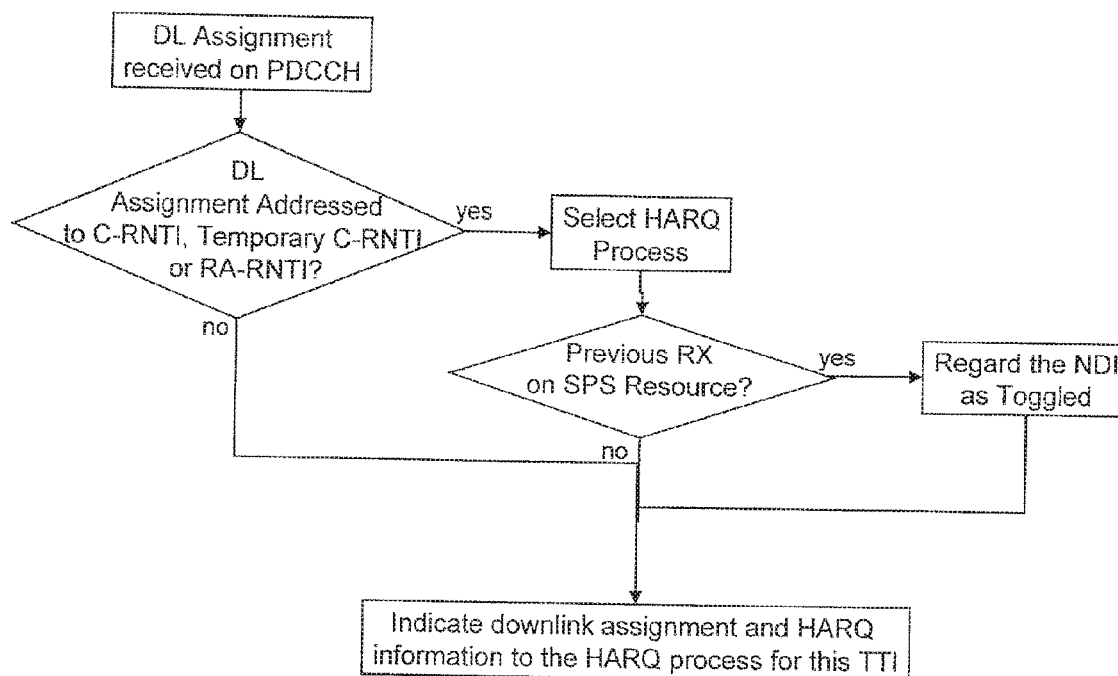 DL Assignment
received on PDCCH
DL
Assignment Addressed
to C-RNTI, Temporary C-RNTI
or RA-RNTI?
yes
no
Select HARQ
Process
Previous RX
on SPS Resource?
yes
no
Regard the NDI
as Toggled
Indicate downlink assignment and HARQ
information to the HARQ process for this TTI